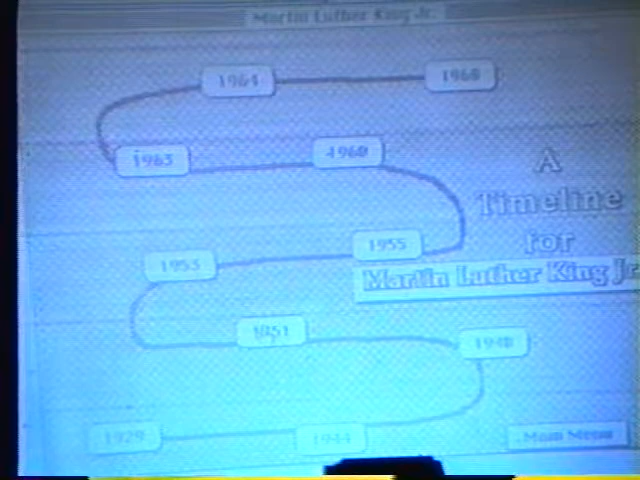 Martin Luther King Jr.
1964
1968
1963
1960
A
Timeline
for
Martin Luther King Jr.
1955
1953
1951
1948
1929
1944
Main Menu